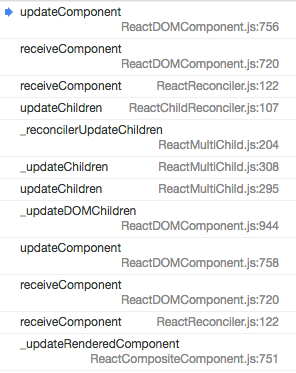 updateComponent
ReactDOMComponent.js:756
receiveComponent
ReactDOMComponent.js:720
receiveComponent ReactReconciler.js:122
updateChildren ReactChildReconciler.js:107
_reconcilerUpdateChildren
ReactMultiChild.js:204
_updateChildren ReactMultiChild.js:308
updateChildren ReactMultiChild.js:295
_updateDOMChildren
ReactDOMComponent.js:944
updateComponent
ReactDOMComponent.js:758
receiveComponent
ReactDOMComponent.js:720
receiveComponent ReactReconciler.js:122
_updateRenderedComponent
ReactCompositeComponent.js:751